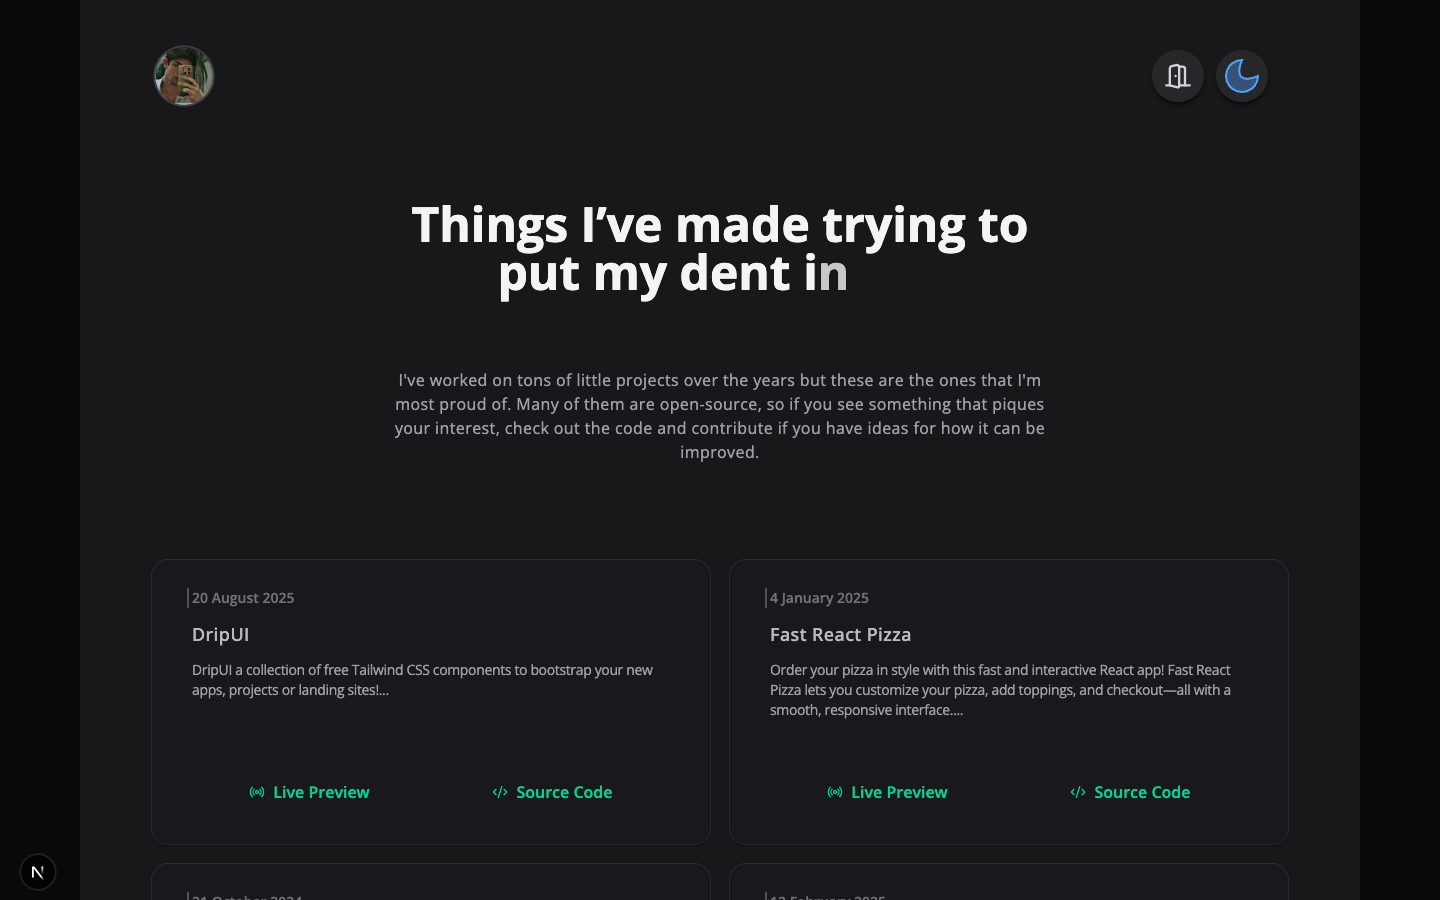 Things I’ve made trying to
put my dent in
I've worked on tons of little projects over the years but these are the ones that I'm
most proud of. Many of them are open-source, so if you see something that piques
your interest, check out the code and contribute if you have ideas for how it can be
improved.
20 August 2025
DripUI
DripUI a collection of free Tailwind CSS components to bootstrap your new
apps, projects or landing sites!...
Live Preview
Source Code
4 January 2025
Fast React Pizza
Order your pizza in style with this fast and interactive React app! Fast React
Pizza lets you customize your pizza, add toppings, and checkout—all with a
smooth, responsive interface....
Live Preview
Source Code
N